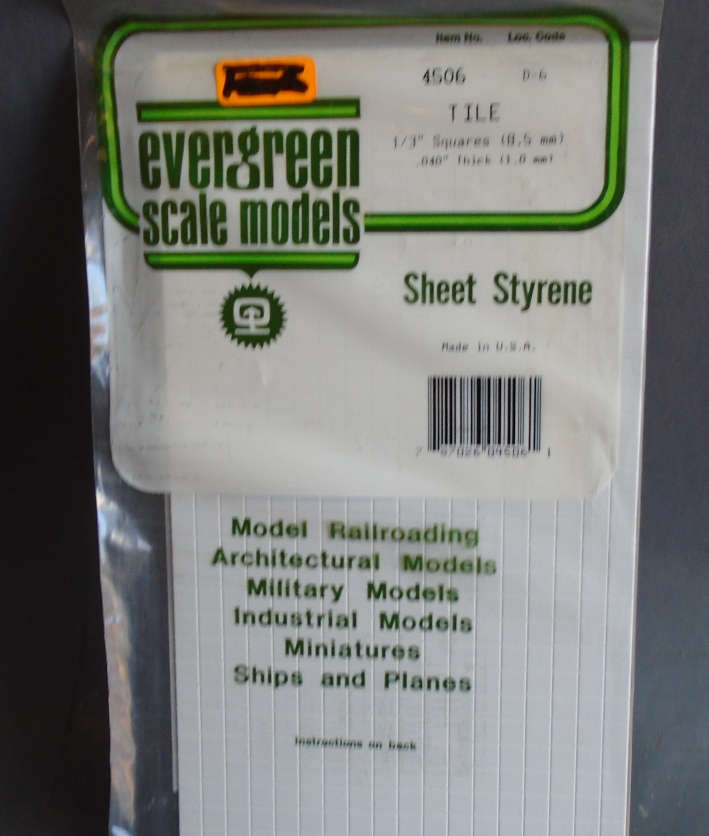 Item No. Loc. Code
4506 D-G
TILE
1/3" Squares (8.5 mm)
.040" Thick (1.0 mm)
evergreen
scale models
Sheet Styrene
Made in U.S.A.
Model Railroading
Architectural Models
Military Models
Industrial Models
Miniatures
Ships and Planes
Instructions on back